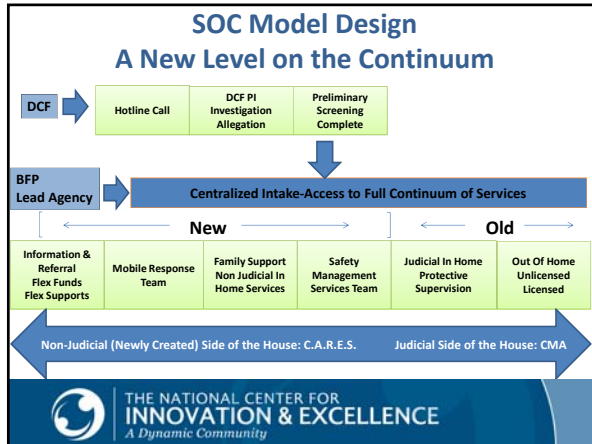 SOC Model Design
A New Level on the Continuum
DCF
Hotline Call
DCF PI
Investigation
Allegation
Preliminary
Screening
Complete
BFP
Lead Agency
Centralized Intake-Access to Full Continuum of Services
New
Old
Information &
Referral
Flex Funds
Flex Supports
Mobile Response
Team
Family Support
Non Judicial In
Home Services
Safety
Management
Services Team
Judicial In Home
Protective
Supervision
Out Of Home
Unlicensed
Licensed
Non-Judicial (Newly Created) Side of the House: C.A.R.E.S.
Judicial Side of the House: CMA
THE NATIONAL CENTER FOR
INNOVATION & EXCELLENCE
A Dynamic Community